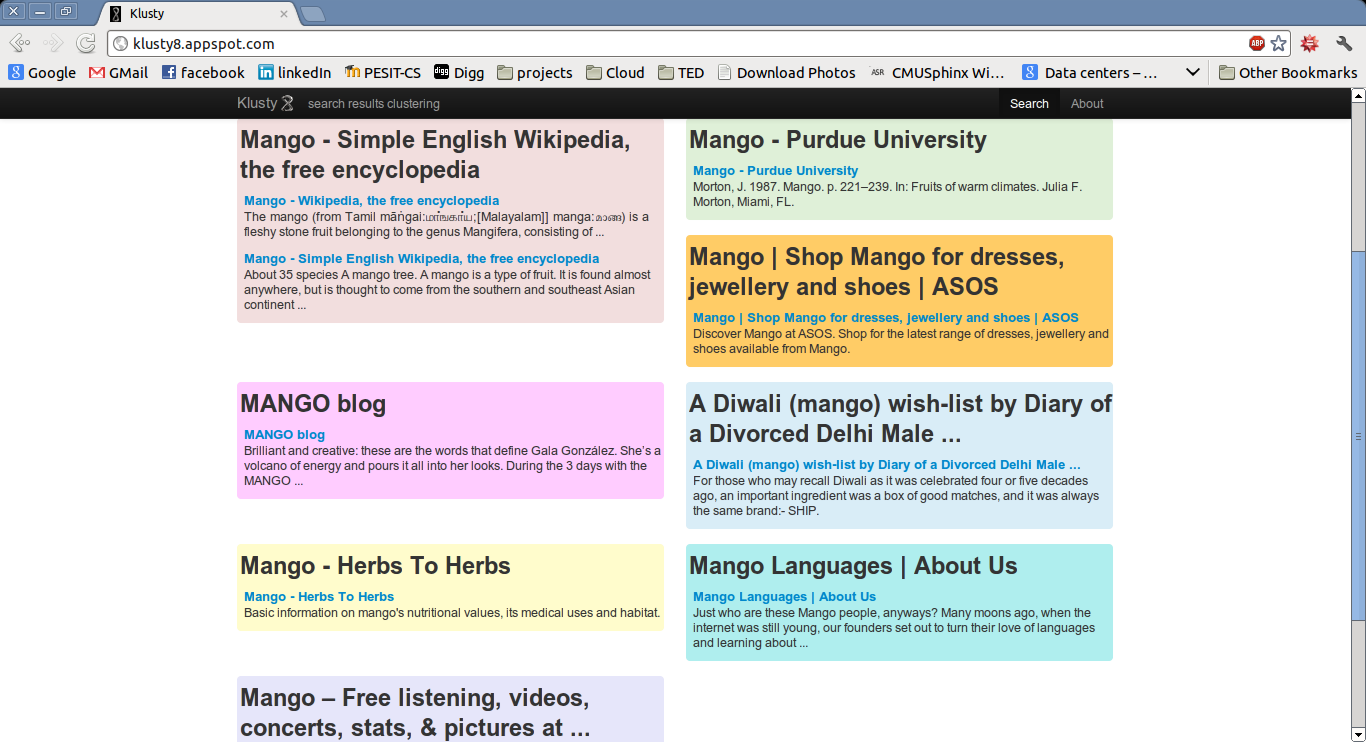 Klusty
klusty8.appspot.com
ABP
Google GMail facebook linkedIn PESIT-CS Digg projects Cloud TED Download Photos ASR CMUSphinx Wi... Data centers – ... Other Bookmarks
Klusty search results clustering Search About
Mango - Simple English Wikipedia,
the free encyclopedia
Mango - Wikipedia, the free encyclopedia
The mango (from Tamil māṅgai:மாங்காய்;[Malayalam]] manga:മാങ്ങ) is a
fleshy stone fruit belonging to the genus Mangifera, consisting of ...
Mango - Simple English Wikipedia, the free encyclopedia
About 35 species A mango tree. A mango is a type of fruit. It is found almost
anywhere, but is thought to come from the southern and southeast Asian
continent ...
Mango - Purdue University
Mango - Purdue University
Morton, J. 1987. Mango. p. 221–239. In: Fruits of warm climates. Julia F.
Morton, Miami, FL.
Mango | Shop Mango for dresses,
jewellery and shoes | ASOS
Mango | Shop Mango for dresses, jewellery and shoes | ASOS
Discover Mango at ASOS. Shop for the latest range of dresses, jewellery and
shoes available from Mango.
MANGO blog
MANGO blog
Brilliant and creative: these are the words that define Gala González. She's a
volcano of energy and pours it all into her looks. During the 3 days with the
MANGO ...
A Diwali (mango) wish-list by Diary of
a Divorced Delhi Male ...
A Diwali (mango) wish-list by Diary of a Divorced Delhi Male ...
For those who may recall Diwali as it was celebrated four or five decades
ago, an important ingredient was a box of good matches, and it was always
the same brand:- SHIP.
Mango - Herbs To Herbs
Mango - Herbs To Herbs
Basic information on mango's nutritional values, its medical uses and habitat.
Mango Languages | About Us
Mango Languages | About Us
Just who are these Mango people, anyways? Many moons ago, when the
internet was still young, our founders set out to turn their love of languages
and learning about ...
Mango – Free listening, videos,
concerts, stats, & pictures at ...